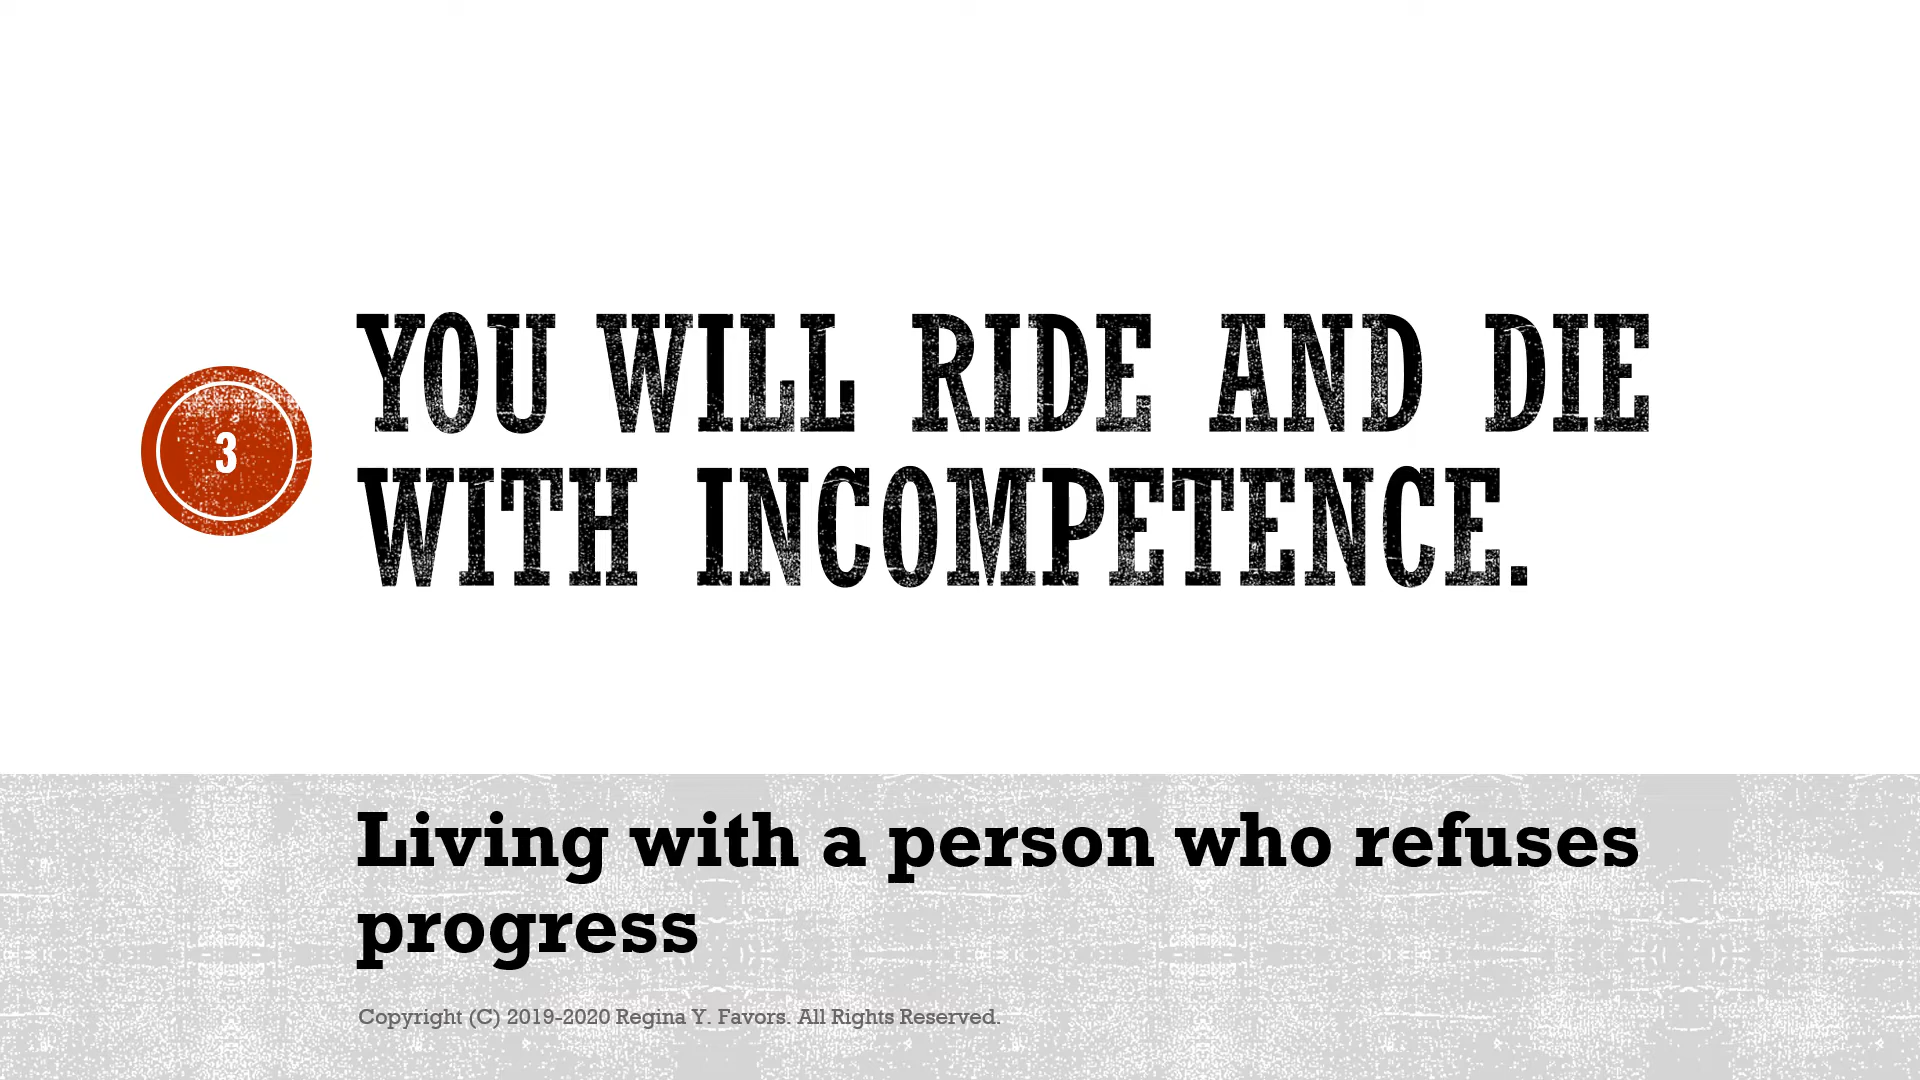 3
YOU WILL RIDE AND DIE
WITH INCOMPETENCE.
Living with a person who refuses
progress
Copyright (C) 2019-2020 Regina Y. Favors. All Rights Reserved.